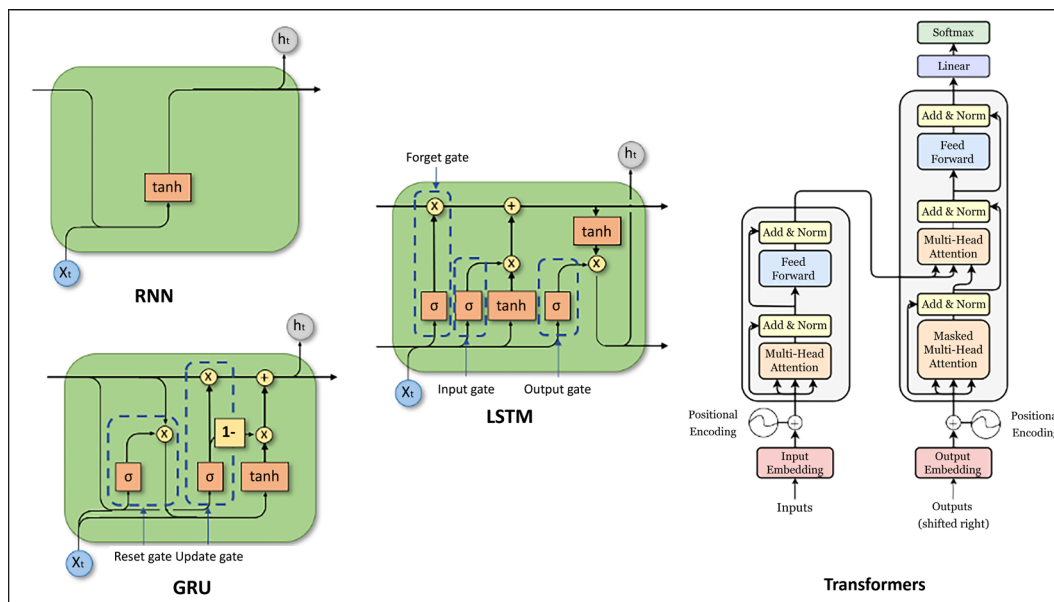 ht
tanh
Xt
RNN
ht
X
+
1-
X
X
σ
σ
tanh
Reset gate Update gate
Xt
GRU
Forget gate
ht
X
+
tanh
X
X
σ
σ
tanh
σ
Input gate
Output gate
Xt
LSTM
Softmax
Linear
Add & Norm
Feed
Forward
Add & Norm
Multi-Head
Attention
Add & Norm
Masked
Multi-Head
Attention
Add & Norm
Feed
Forward
Add & Norm
Multi-Head
Attention
Positional
Encoding
+
+
Positional
Encoding
Input
Embedding
Output
Embedding
Inputs
Outputs
(shifted right)
Transformers